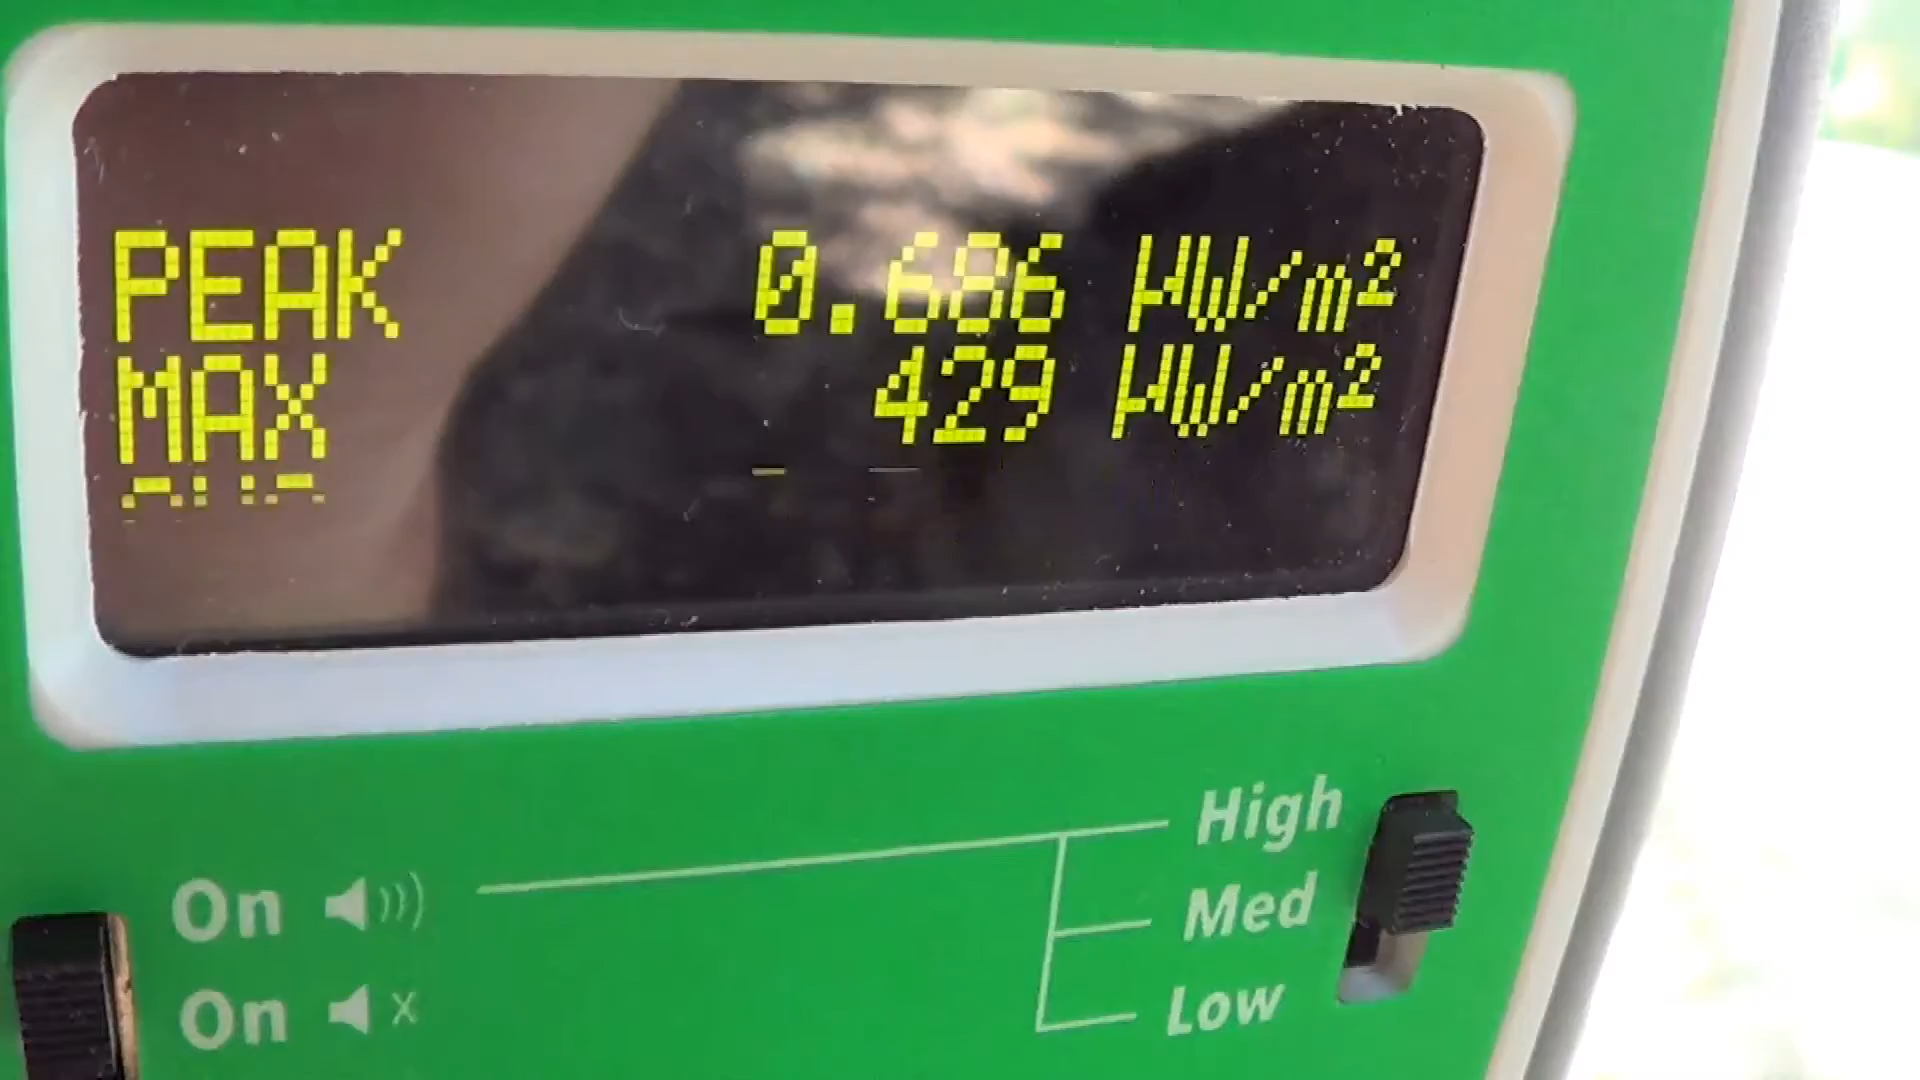 PEAK 0.686 µW/m²
MAX 429 µW/m²
High
Med
Low
On
On x